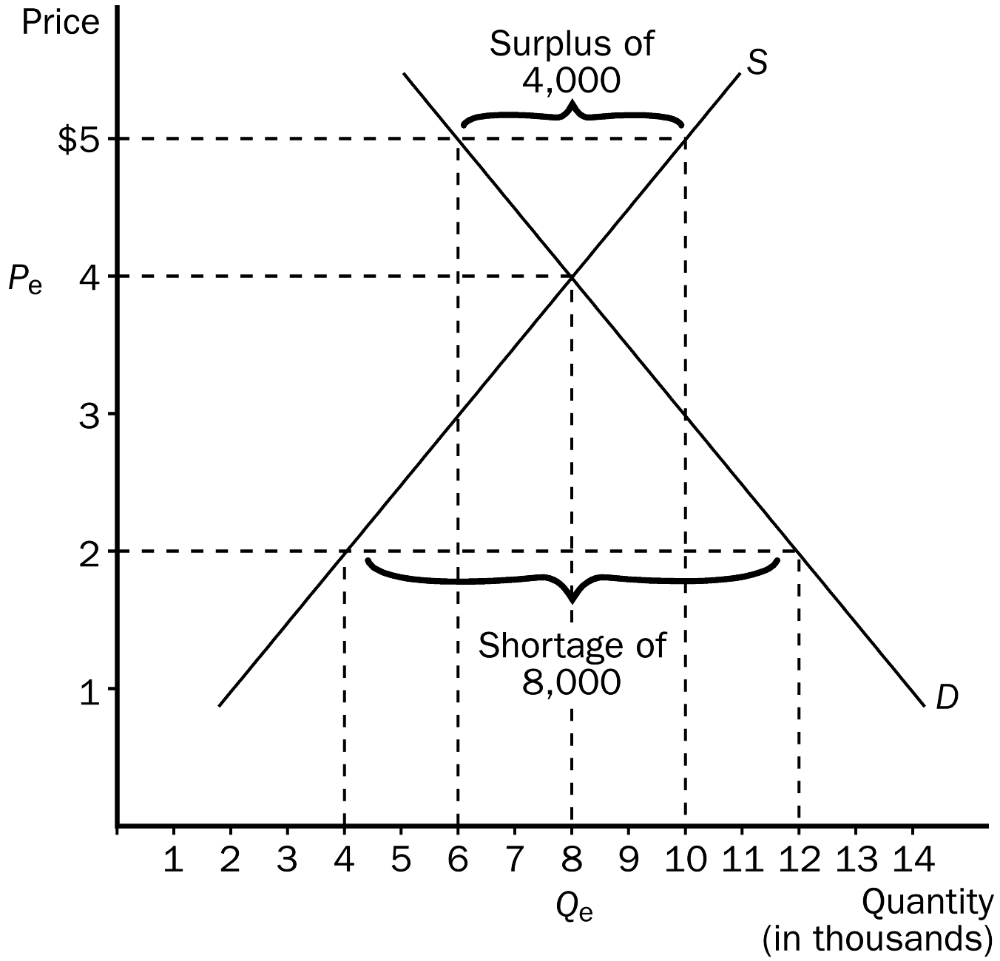 Price
Surplus of
4,000
S
$5
Pe 4
3
2
Shortage of
8,000
1
D
1 2 3 4 5 6 7 8 9 10 11 12 13 14
Qe
Quantity
(in thousands)